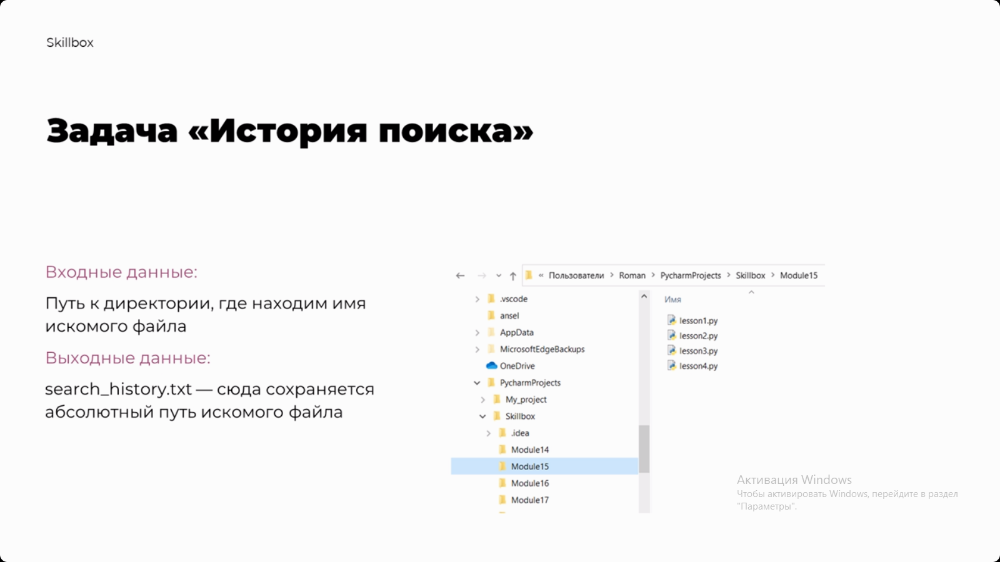 Skillbox
Задача «История поиска»
Входные данные:
Путь к директории, где находим имя
искомого файла
Выходные данные:
search_history.txt — сюда сохраняется
абсолютный путь искомого файла
« Пользователи > Roman > PycharmProjects > Skillbox > Module15
.vscode
ansel
AppData
MicrosoftEdgeBackups
OneDrive
PycharmProjects
My_project
Skillbox
.idea
Module14
Module15
Module16
Module17
Имя
lesson1.py
lesson2.py
lesson3.py
lesson4.py
Активация Windows
Чтобы активировать Windows, перейдите в раздел
"Параметры".